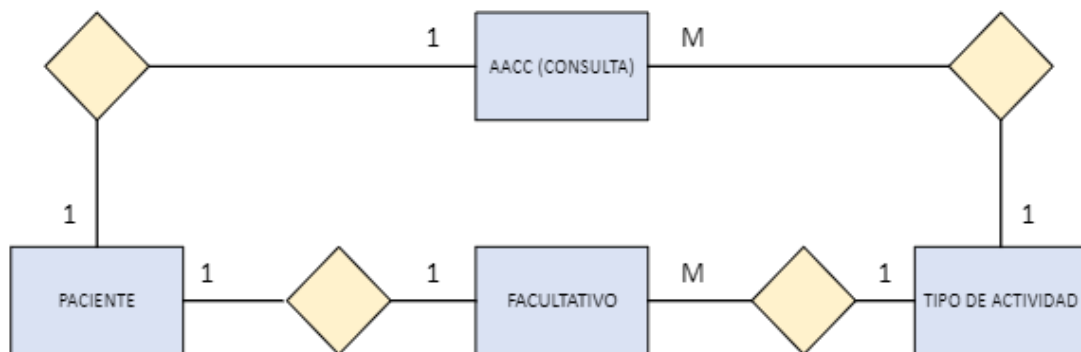 1
AACC (CONSULTA)
M
1
1
PACIENTE
1
1
FACULTATIVO
M
1
TIPO DE ACTIVIDAD